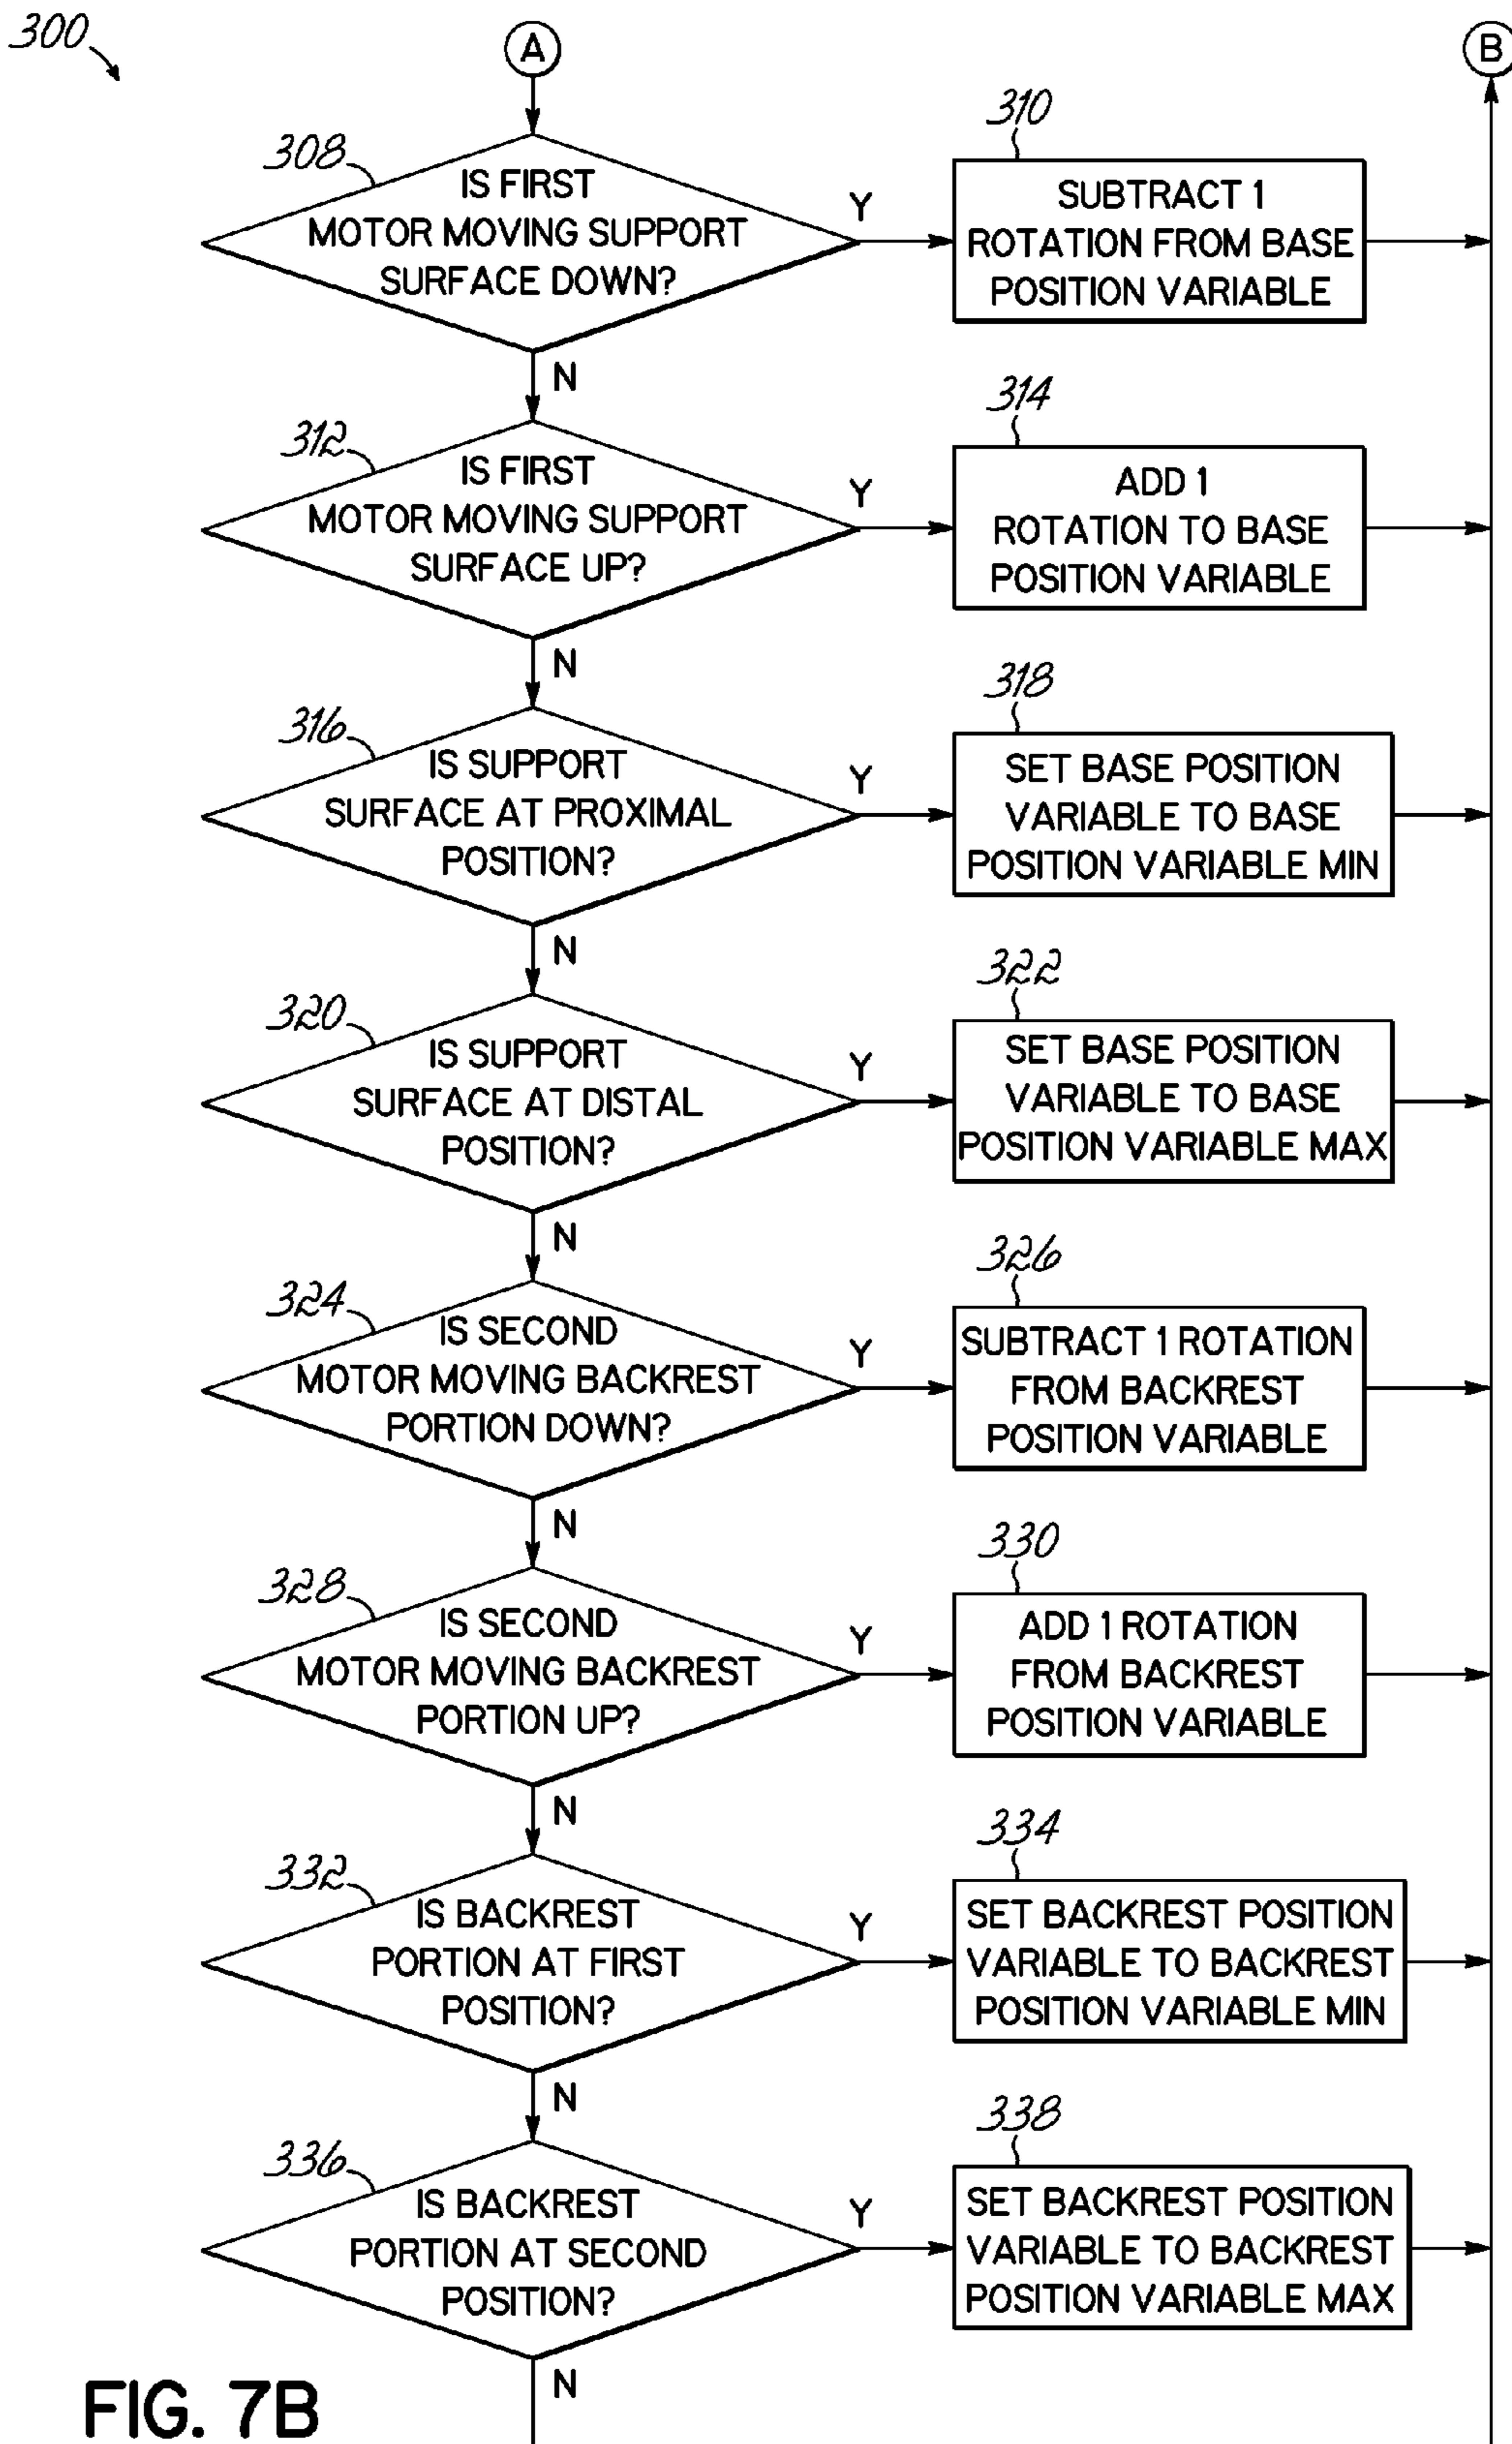 300
A
B
308
IS FIRST
MOTOR MOVING SUPPORT
SURFACE DOWN?
Y
310
SUBTRACT 1
ROTATION FROM BASE
POSITION VARIABLE
N
312
IS FIRST
MOTOR MOVING SUPPORT
SURFACE UP?
Y
314
ADD 1
ROTATION TO BASE
POSITION VARIABLE
N
316
IS SUPPORT
SURFACE AT PROXIMAL
POSITION?
Y
318
SET BASE POSITION
VARIABLE TO BASE
POSITION VARIABLE MIN
N
320
IS SUPPORT
SURFACE AT DISTAL
POSITION?
Y
322
SET BASE POSITION
VARIABLE TO BASE
POSITION VARIABLE MAX
N
324
IS SECOND
MOTOR MOVING BACKREST
PORTION DOWN?
Y
326
SUBTRACT 1 ROTATION
FROM BACKREST
POSITION VARIABLE
N
328
IS SECOND
MOTOR MOVING BACKREST
PORTION UP?
Y
330
ADD 1 ROTATION
FROM BACKREST
POSITION VARIABLE
N
332
IS BACKREST
PORTION AT FIRST
POSITION?
Y
334
SET BACKREST POSITION
VARIABLE TO BACKREST
POSITION VARIABLE MIN
N
336
IS BACKREST
PORTION AT SECOND
POSITION?
Y
338
SET BACKREST POSITION
VARIABLE TO BACKREST
POSITION VARIABLE MAX
N
FIG. 7B